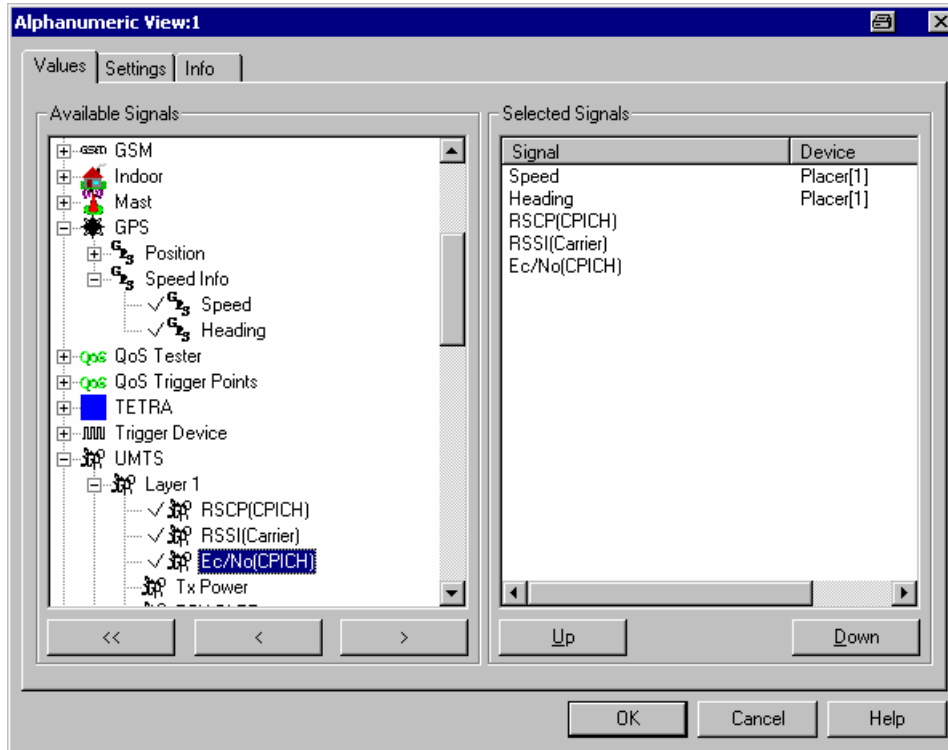 Alphanumeric View:1
Values Settings Info
Available Signals
GSM
Indoor
Mast
GPS
Position
Speed Info
Speed
Heading
QoS Tester
QoS Trigger Points
TETRA
Trigger Device
UMTS
Layer 1
RSCP(CPICH)
RSSI(Carrier)
Ec/No(CPICH)
Tx Power
<< < >
Selected Signals
Signal Device
Speed Placer[1]
Heading Placer[1]
RSCP(CPICH)
RSSI(Carrier)
Ec/No(CPICH)
Up Down
OK Cancel Help